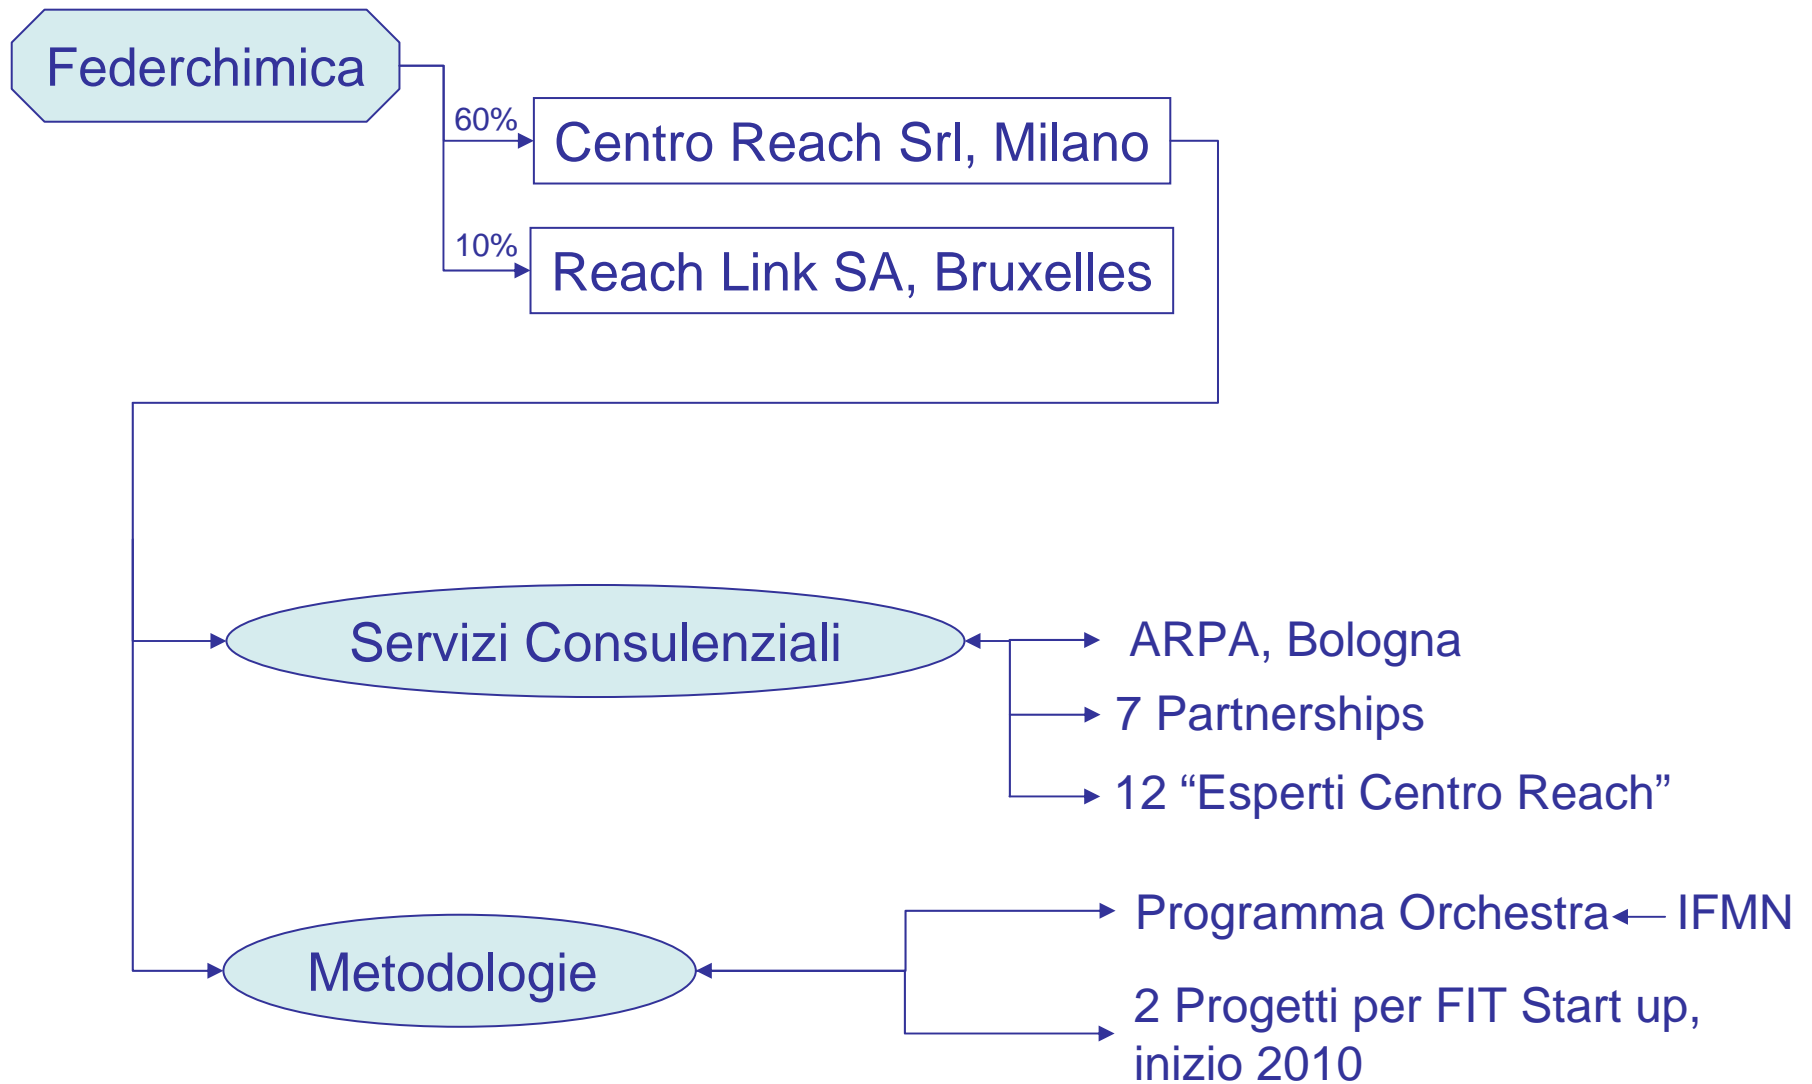 Federchimica
60%
Centro Reach Srl, Milano
10%
Reach Link SA, Bruxelles
Servizi Consulenziali
ARPA, Bologna
7 Partnerships
12 “Esperti Centro Reach”
Metodologie
Programma Orchestra
IFMN
2 Progetti per FIT Start up,
inizio 2010